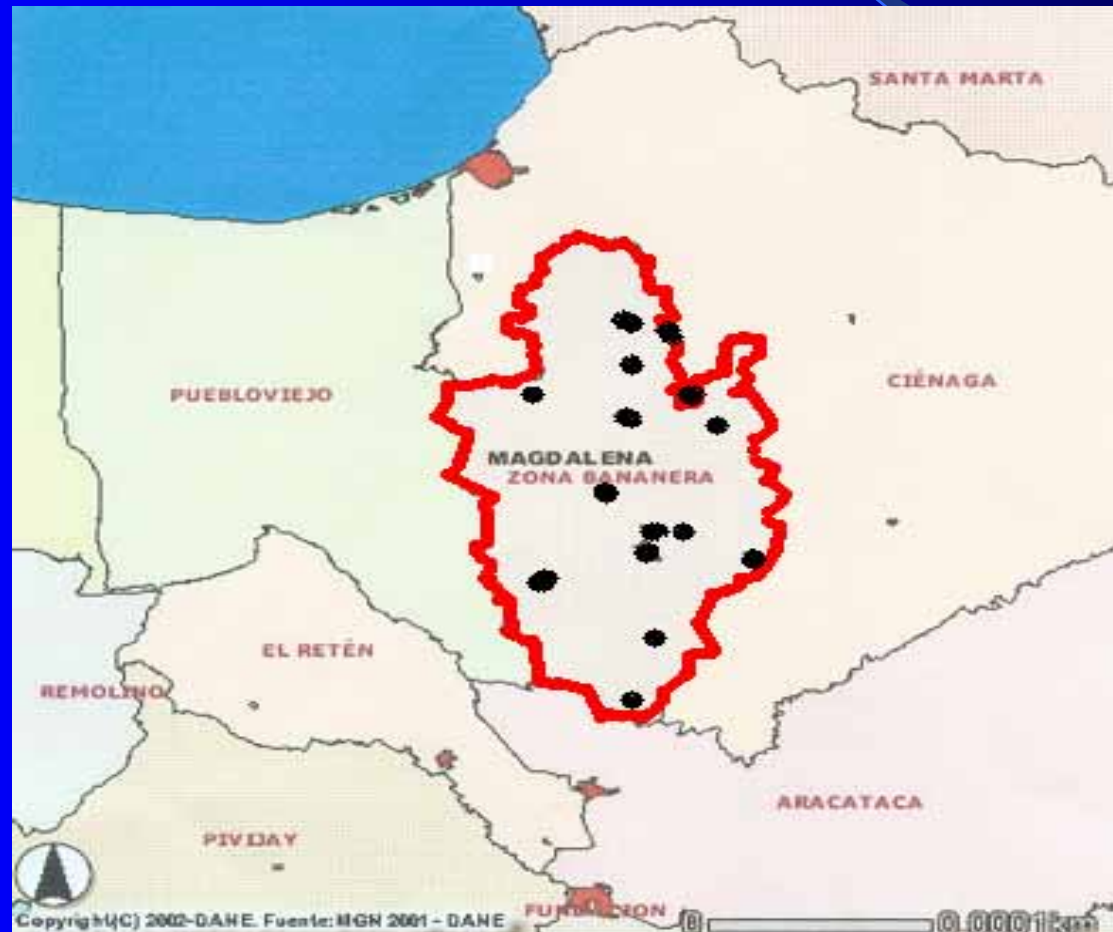 SANTA MARTA
CIÉNAGA
PUEBLOVIEJO
MAGDALENA
ZONA BANANERA
EL RETÉN
REMOLINO
ARACATACA
PIVIJAY
FUNDACION
Copyright(C) 2002-DANE. Fuente:MGN 2001 - DANE